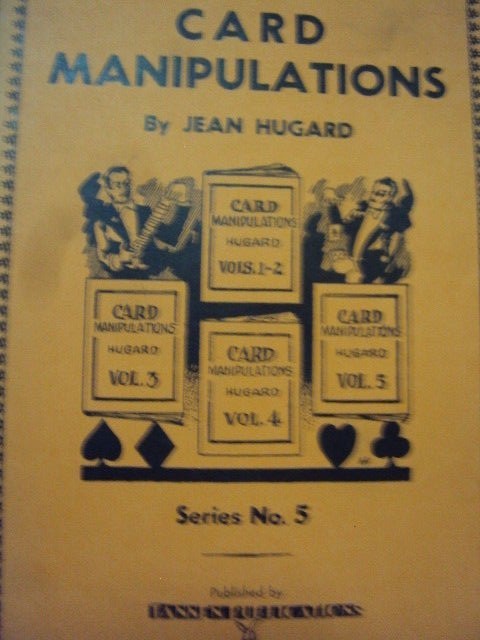 CARD
MANIPULATIONS
By JEAN HUGARD
CARD
MANIPULATIONS
HUGARD
VOLS. 1-2
CARD
MANIPULATIONS
HUGARD
VOL. 3
CARD
MANIPULATIONS
HUGARD
VOL. 4
CARD
MANIPULATIONS
HUGARD
VOL. 5
Series No. 5
Published by
TANNEN PUBLICATIONS